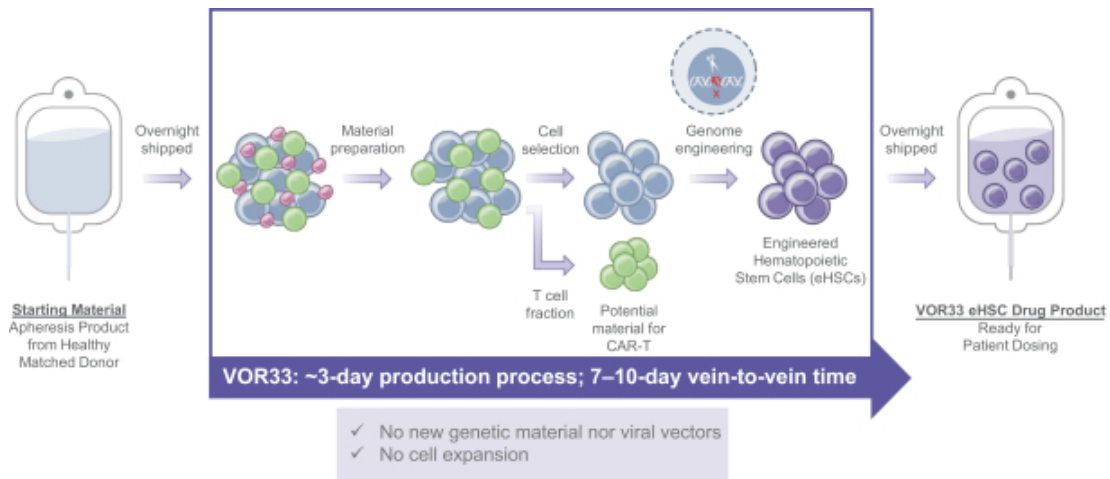 Overnight
shipped
Material
preparation
Cell
selection
Genome
engineering
Overnight
shipped
T cell
fraction
Potential
material for
CAR-T
Engineered
Hematopoietic
Stem Cells (eHSCs)
Starting Material
Apheresis Product
from Healthy
Matched Donor
VOR33 eHSC Drug Product
Ready for
Patient Dosing
VOR33: ~3-day production process; 7–10-day vein-to-vein time
✓ No new genetic material nor viral vectors
✓ No cell expansion